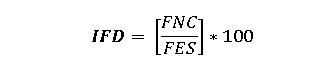 IFD = [FNC/FES] * 100